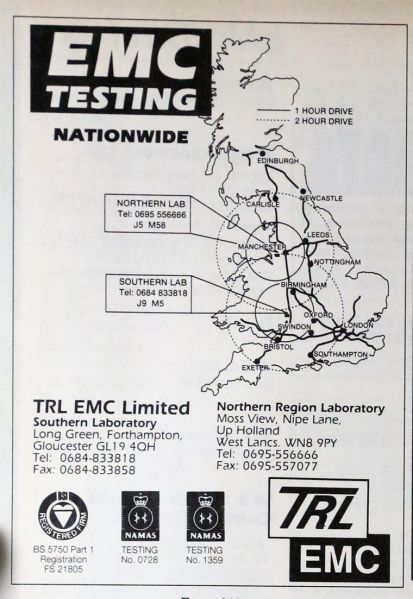 EMC
TESTING
NATIONWIDE
1 HOUR DRIVE
2 HOUR DRIVE
EDINBURGH
CARLISLE
NEWCASTLE
NORTHERN LAB
Tel: 0695 556666
J5 M58
MANCHESTER
LEEDS
NOTTINGHAM
SOUTHERN LAB
Tel: 0684 833818
J9 M5
BIRMINGHAM
OXFORD
SWINDON
LONDON
BRISTOL
SOUTHAMPTON
EXETER
TRL EMC Limited
Southern Laboratory
Long Green, Forthampton,
Gloucester GL19 4QH
Tel: 0684-833818
Fax: 0684-833858
Northern Region Laboratory
Moss View, Nipe Lane,
Up Holland
West Lancs. WN8 9PY
Tel: 0695-556666
Fax: 0695-557077
BSI
REGISTERED FIRM
BS 5750 Part 1
Registration
FS 21805
NAMAS
TESTING
No. 0728
NAMAS
TESTING
No. 1359
TRL
EMC